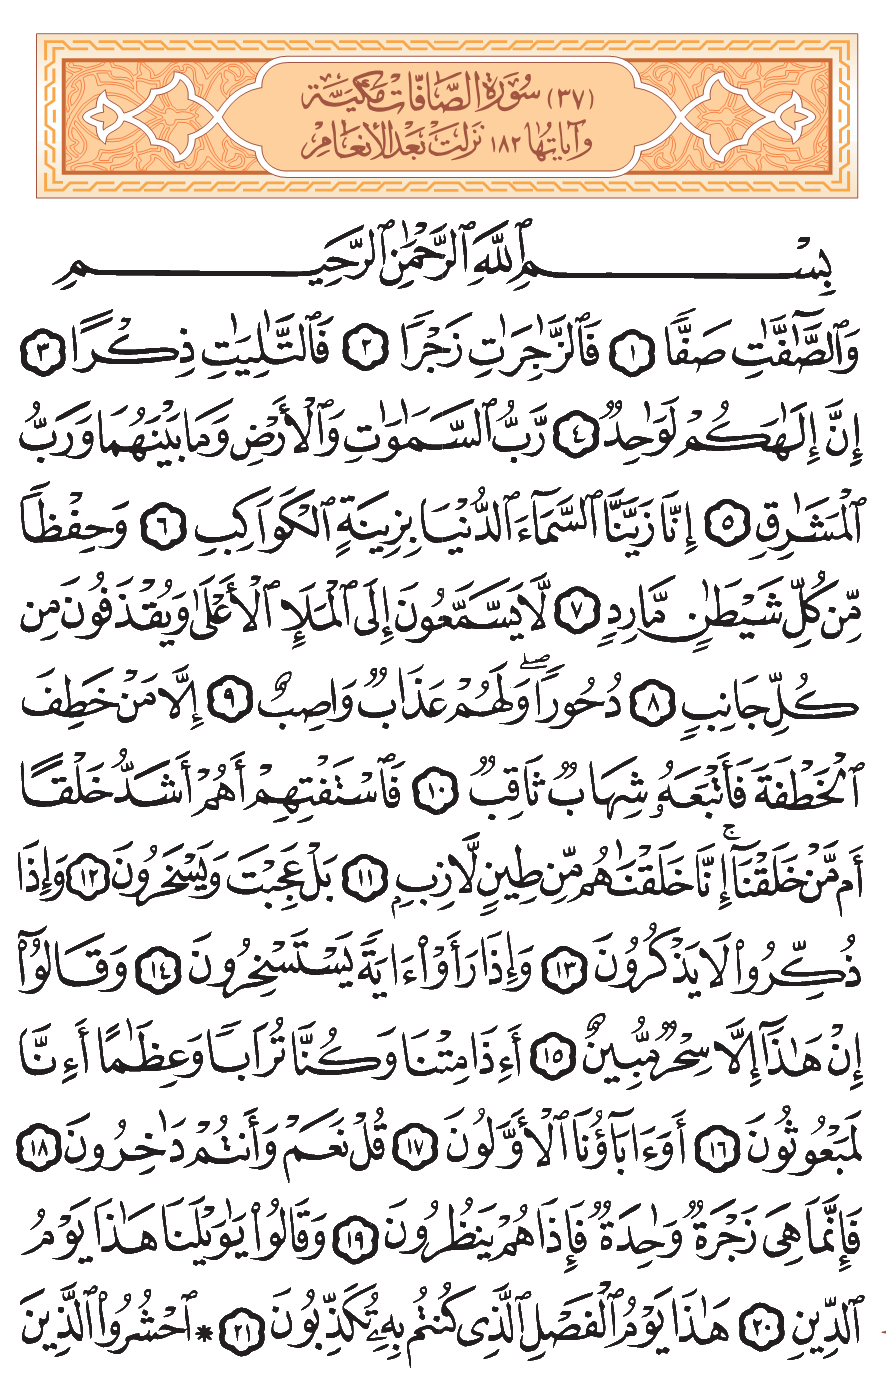 (٣٧) سُورَةُ الصَّافَّاتِ مَكِّيَّة
وَآيَاتُهَا ١٨٢ نَزَلَتْ بَعْدَ الأَنْعَامِ
بِسْمِ ٱللَّهِ ٱلرَّحْمَٰنِ ٱلرَّحِيمِ
وَٱلصَّٰٓفَّٰتِ صَفّٗا ١ فَٱلزَّٰجِرَٰتِ زَجۡرٗا ٢ فَٱلتَّٰلِيَٰتِ ذِكۡرًا ٣
إِنَّ إِلَٰهَكُمۡ لَوَٰحِدٞ ٤ رَّبُّ ٱلسَّمَٰوَٰتِ وَٱلۡأَرۡضِ وَمَا بَيۡنَهُمَا وَرَبُّ
ٱلۡمَشَٰرِقِ ٥ إِنَّا زَيَّنَّا ٱلسَّمَآءَ ٱلدُّنۡيَا بِزِينَةٍ ٱلۡكَوَاكِبِ ٦ وَحِفۡظٗا
مِّن كُلِّ شَيۡطَٰنٖ مَّارِدٖ ٧ لَّا يَسَّمَّعُونَ إِلَى ٱلۡمَلَإِ ٱلۡأَعۡلَىٰ وَيُقۡذَفُونَ مِن
كُلِّ جَانِبٖ ٨ دُحُورٗاۖ وَلَهُمۡ عَذَابٞ وَاصِبٌ ٩ إِلَّا مَنۡ خَطِفَ
ٱلۡخَطۡفَةَ فَأَتۡبَعَهُۥ شِهَابٞ ثَاقِبٞ ١٠ فَٱسۡتَفۡتِهِمۡ أَهُمۡ أَشَدُّ خَلۡقًا
أَم مَّنۡ خَلَقۡنَآۚ إِنَّا خَلَقۡنَٰهُم مِّن طِينٖ لَّازِبِۭ ١١ بَلۡ عَجِبۡتَ وَيَسۡخَرُونَ ١٢ وَإِذَا
ذُكِّرُواْ لَا يَذۡكُرُونَ ١٣ وَإِذَا رَأَوۡاْ ءَايَةٗ يَسۡتَسۡخِرُونَ ١٤ وَقَالُوٓاْ
إِنۡ هَٰذَآ إِلَّا سِحۡرٞ مُّبِينٌ ١٥ أَءِذَا مِتۡنَا وَكُنَّا تُرَابٗا وَعِظَٰمًا أَءِنَّا
لَمَبۡعُوثُونَ ١٦ أَوَءَابَآؤُنَا ٱلۡأَوَّلُونَ ١٧ قُلۡ نَعَمۡ وَأَنتُمۡ دَٰخِرُونَ ١٨
فَإِنَّمَا هِيَ زَجۡرَةٞ وَٰحِدَةٞ فَإِذَا هُمۡ يَنظُرُونَ ١٩ وَقَالُواْ يَٰوَيۡلَنَا هَٰذَا يَوۡمُ
ٱلدِّينِ ٢٠ هَٰذَا يَوۡمُ ٱلۡفَصۡلِ ٱلَّذِي كُنتُم بِهِۦ تُكَذِّبُونَ ٢١ * ٱحۡشُرُواْ ٱلَّذِينَ